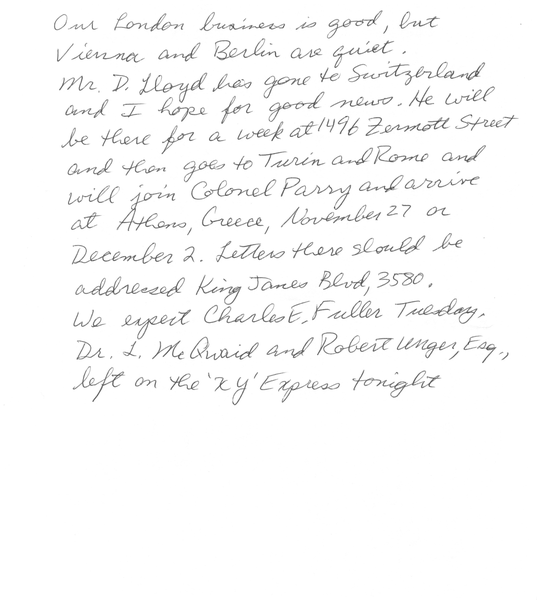 Our London business is good, but
Vienna and Berlin are quiet.
Mr. D. Lloyd has gone to Switzerland
and I hope for good news. He will
be there for a week at 1496 Zermott Street
and then goes to Turin and Rome and
will join Colonel Parry and arrive
at Athens, Greece, November 27 or
December 2. Letters there should be
addressed King James Blvd, 3580.
We expect Charles E. Fuller Tuesday.
Dr. L. McQuaid and Robert Unger, Esq.,
left on the 'XY' Express tonight